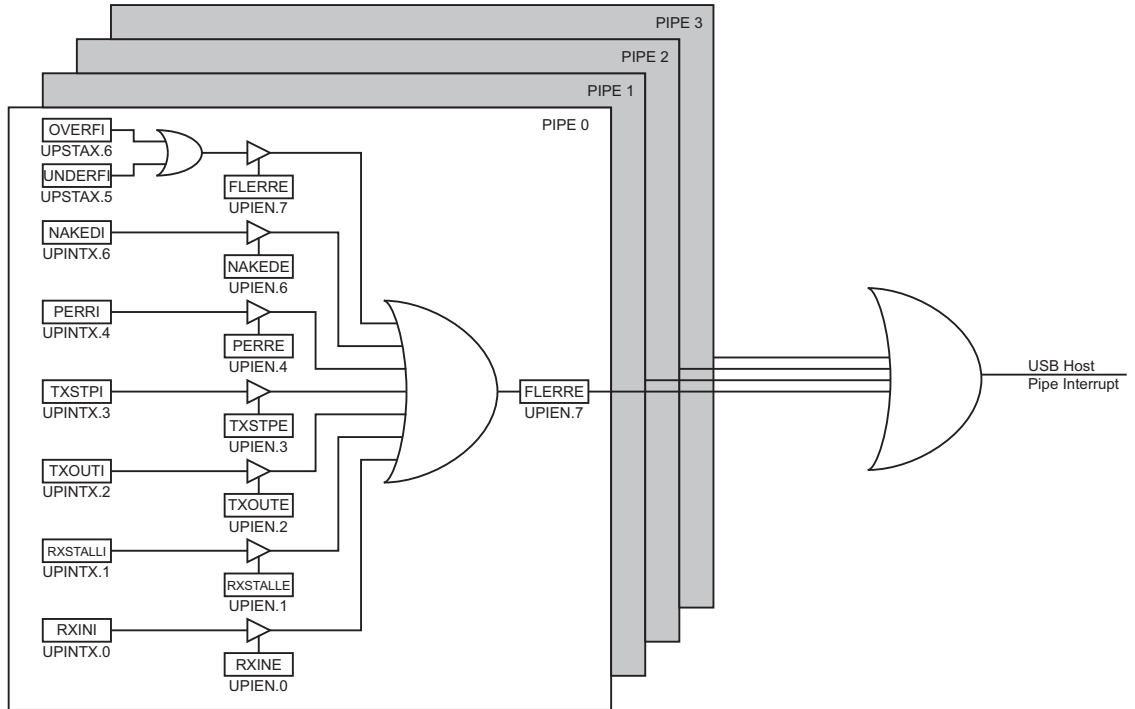 PIPE 3
PIPE 2
PIPE 1
PIPE 0
OVERFI
UPSTAX.6
UNDERFI
UPSTAX.5
FLERRE
UPIEN.7
NAKEDI
UPINTX.6
NAKEDE
UPIEN.6
PERRI
UPINTX.4
PERRE
UPIEN.4
TXSTPI
UPINTX.3
TXSTPE
UPIEN.3
TXOUTI
UPINTX.2
TXOUTE
UPIEN.2
RXSTALLI
UPINTX.1
RXSTALLE
UPIEN.1
RXINI
UPINTX.0
RXINE
UPIEN.0
FLERRE
UPIEN.7
USB Host
Pipe Interrupt